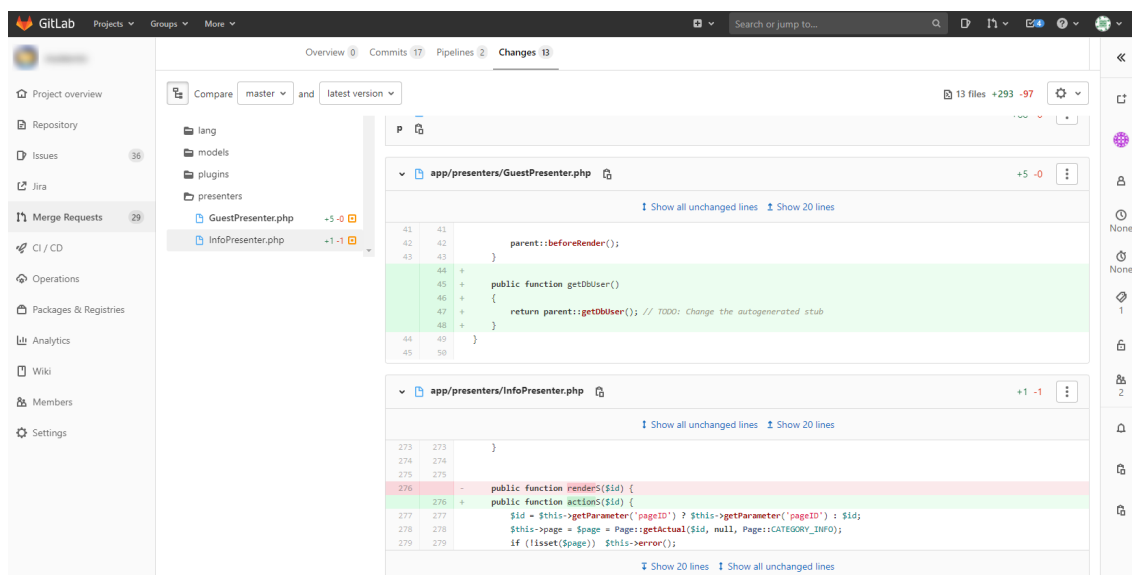 GitLab Projects Groups More Search or jump to... 4
Overview 0 Commits 17 Pipelines 2 Changes 13
Project overview
Repository
Issues 36
Jira
Merge Requests 29
CI / CD
Operations
Packages & Registries
Analytics
Wiki
Members
Settings
Compare master and latest version 13 files +293 -97
lang
models
plugins
presenters
GuestPresenter.php +5 -0
InfoPresenter.php +1 -1
p
app/presenters/GuestPresenter.php +5 -0
Show all unchanged lines Show 20 lines
41 41
42 42 parent::beforeRender();
43 43 }
44 +
45 + public function getDbUser()
46 + {
47 + return parent::getDbUser(); // TODO: Change the autogenerated stub
48 + }
44 49 }
45 50
app/presenters/InfoPresenter.php +1 -1
Show all unchanged lines Show 20 lines
273 273 }
274 274
275 275
276 - public function renderS($id) {
276 + public function actionS($id) {
277 277 $id = $this->getParameter('pageID') ? $this->getParameter('pageID') : $id;
278 278 $this->page = $page = Page::getActual($id, null, Page::CATEGORY_INFO);
279 279 if (!isset($page)) $this->error();
Show 20 lines Show all unchanged lines
None
None
1
2